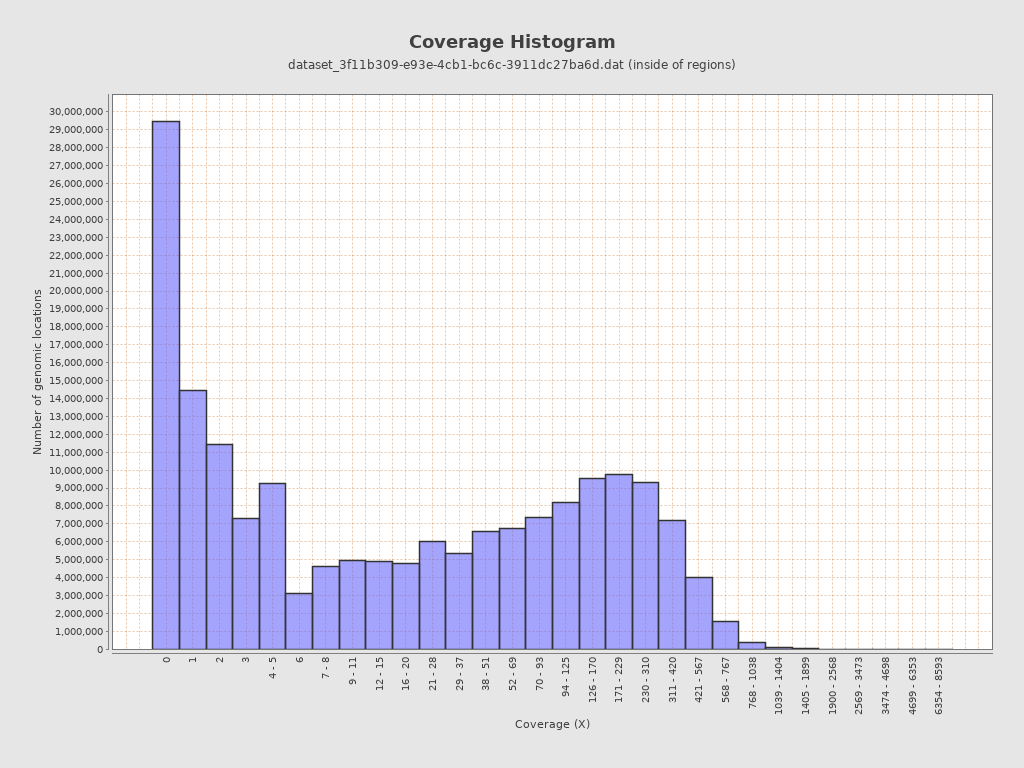 Coverage Histogram
dataset_3f11b309-e93e-4cb1-bc6c-3911dc27ba6d.dat (inside of regions)
Number of genomic locations
30,000,000
29,000,000
28,000,000
27,000,000
26,000,000
25,000,000
24,000,000
23,000,000
22,000,000
21,000,000
20,000,000
19,000,000
18,000,000
17,000,000
16,000,000
15,000,000
14,000,000
13,000,000
12,000,000
11,000,000
10,000,000
9,000,000
8,000,000
7,000,000
6,000,000
5,000,000
4,000,000
3,000,000
2,000,000
1,000,000
0
0
1
2
3
4 - 5
6
7 - 8
9 - 11
12 - 15
16 - 20
21 - 28
29 - 37
38 - 51
52 - 69
70 - 93
94 - 125
126 - 170
171 - 229
230 - 310
311 - 420
421 - 567
568 - 767
768 - 1038
1039 - 1404
1405 - 1899
1900 - 2568
2569 - 3473
3474 - 4698
4699 - 6353
6354 - 8593
Coverage (X)